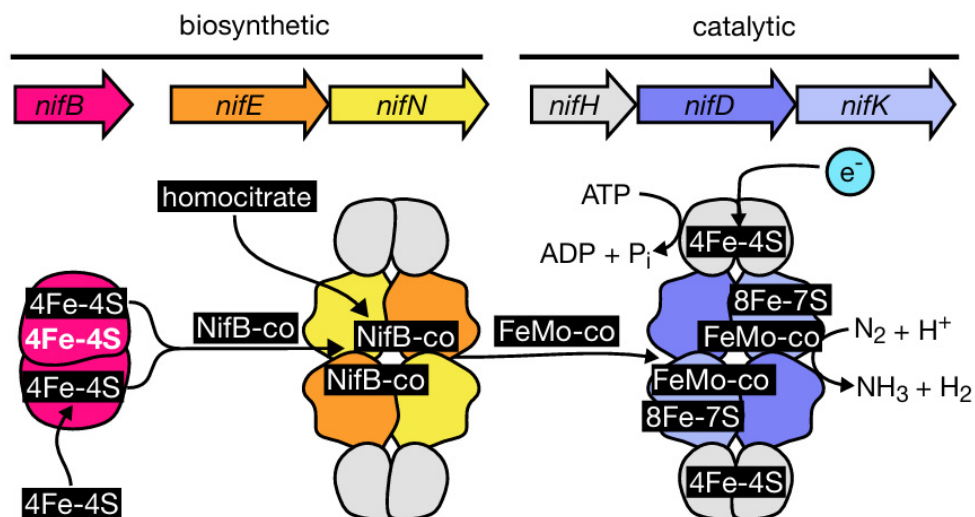 biosynthetic
catalytic
nifB
nifE
nifN
nifH
nifD
nifK
homocitrate
ATP
e⁻
ADP + Pᵢ
4Fe-4S
4Fe-4S
4Fe-4S
4Fe-4S
NifB-co
NifB-co
NifB-co
FeMo-co
8Fe-7S
FeMo-co
N₂ + H⁺
FeMo-co
NH₃ + H₂
8Fe-7S
4Fe-4S
4Fe-4S